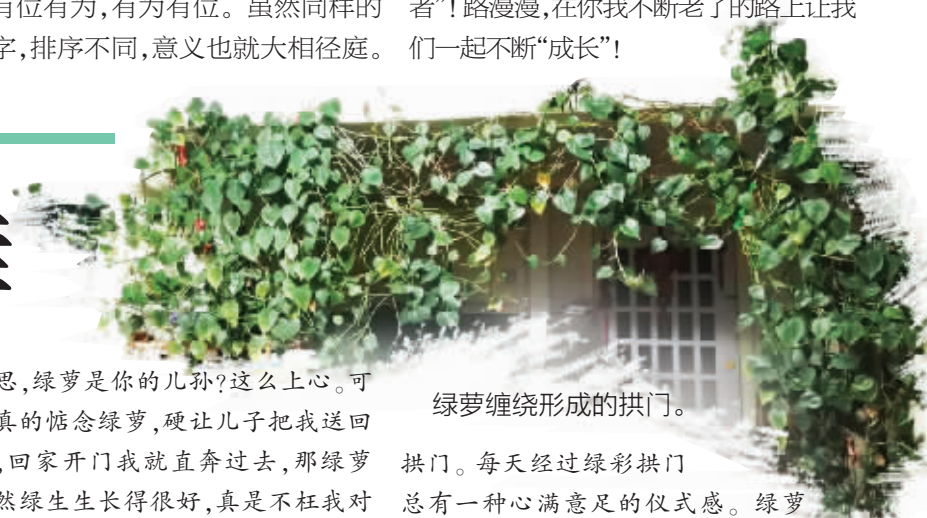 有位有为,有为有位。虽然同样的
字,排序不同,意义也就大相径庭。
者”!路漫漫,在你我不断老了的路上让我
们一起不断“成长”!
思,绿萝是你的儿孙?这么上心。可
真的惦念绿萝,硬让儿子把我送回
,回家开门我就直奔过去,那绿萝
然绿生生长得很好,真是不枉我对
绿萝缠绕形成的拱门。
拱门。每天经过绿彩拱门
总有一种心满意足的仪式感。绿萝